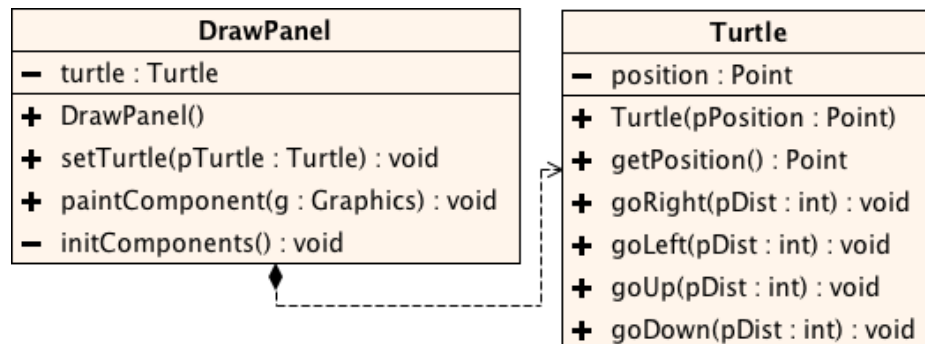 DrawPanel
− turtle : Turtle
+ DrawPanel()
+ setTurtle(pTurtle : Turtle) : void
+ paintComponent(g : Graphics) : void
− initComponents() : void
Turtle
− position : Point
+ Turtle(pPosition : Point)
+ getPosition() : Point
+ goRight(pDist : int) : void
+ goLeft(pDist : int) : void
+ goUp(pDist : int) : void
+ goDown(pDist : int) : void